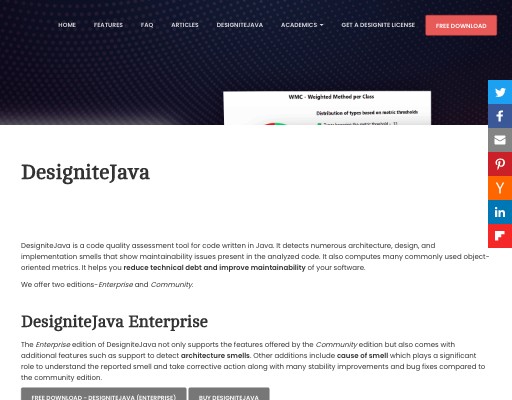 HOME FEATURES FAQ ARTICLES DESIGNITEJAVA ACADEMICS GET A DESIGNITE LICENSE FREE DOWNLOAD
WMC - Weighted Method per Class
Distribution of types based on metric thresholds
DesigniteJava
DesigniteJava is a code quality assessment tool for code written in Java. It detects numerous architecture, design, and
implementation smells that show maintainability issues present in the analyzed code. It also computes many commonly used object-
oriented metrics. It helps you reduce technical debt and improve maintainability of your software.
We offer two editions-Enterprise and Community.
DesigniteJava Enterprise
The Enterprise edition of DesigniteJava not only supports the features offered by the Community edition but also comes with
additional features such as support to detect architecture smells. Other additions include cause of smell which plays a significant
role to understand the reported smell and take corrective action along with many stability improvements and bug fixes compared to
the community edition.
FREE DOWNLOAD - DESIGNITEJAVA (ENTERPRISE) BUY DESIGNITEJAVA